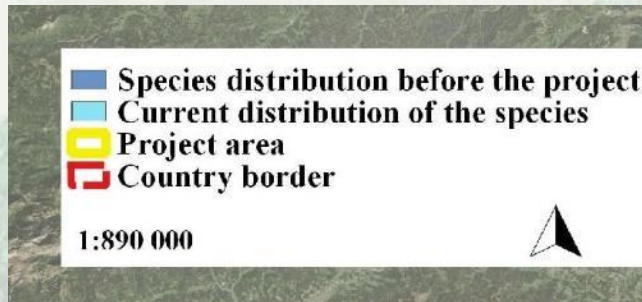 Species distribution before the project
Current distribution of the species
Project area
Country border
1:890 000